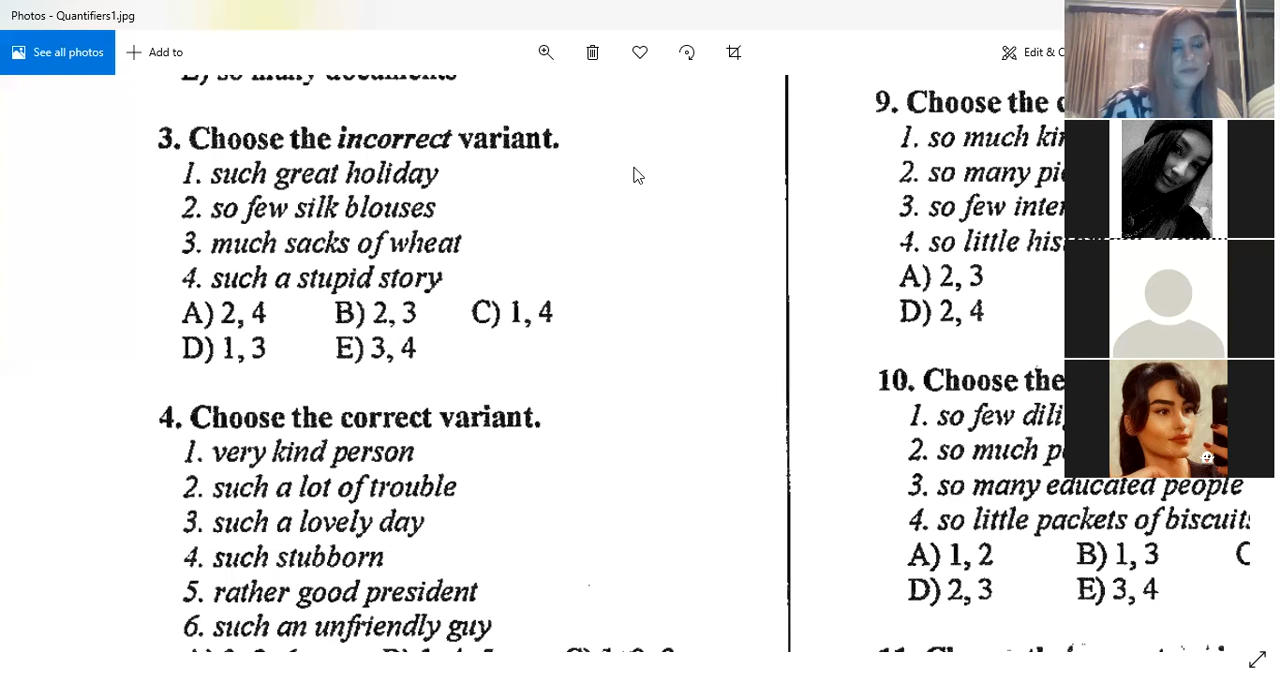 Photos - Quantifiers1.jpg
See all photos
Add to
Edit & C
so many documents
3. Choose the incorrect variant.
1. such great holiday
2. so few silk blouses
3. much sacks of wheat
4. such a stupid story
A) 2, 4 B) 2, 3 C) 1, 4
D) 1, 3 E) 3, 4
4. Choose the correct variant.
1. very kind person
2. such a lot of trouble
3. such a lovely day
4. such stubborn
5. rather good president
6. such an unfriendly guy
9. Choose the
1. so much
2. so many
3. so few
4. so little
A) 2, 3
D) 2, 4
10. Choose the
1. so few
2. so much
3. so many educated people
4. so little packets of biscuits
A) 1, 2 B) 1, 3 C
D) 2, 3 E) 3, 4